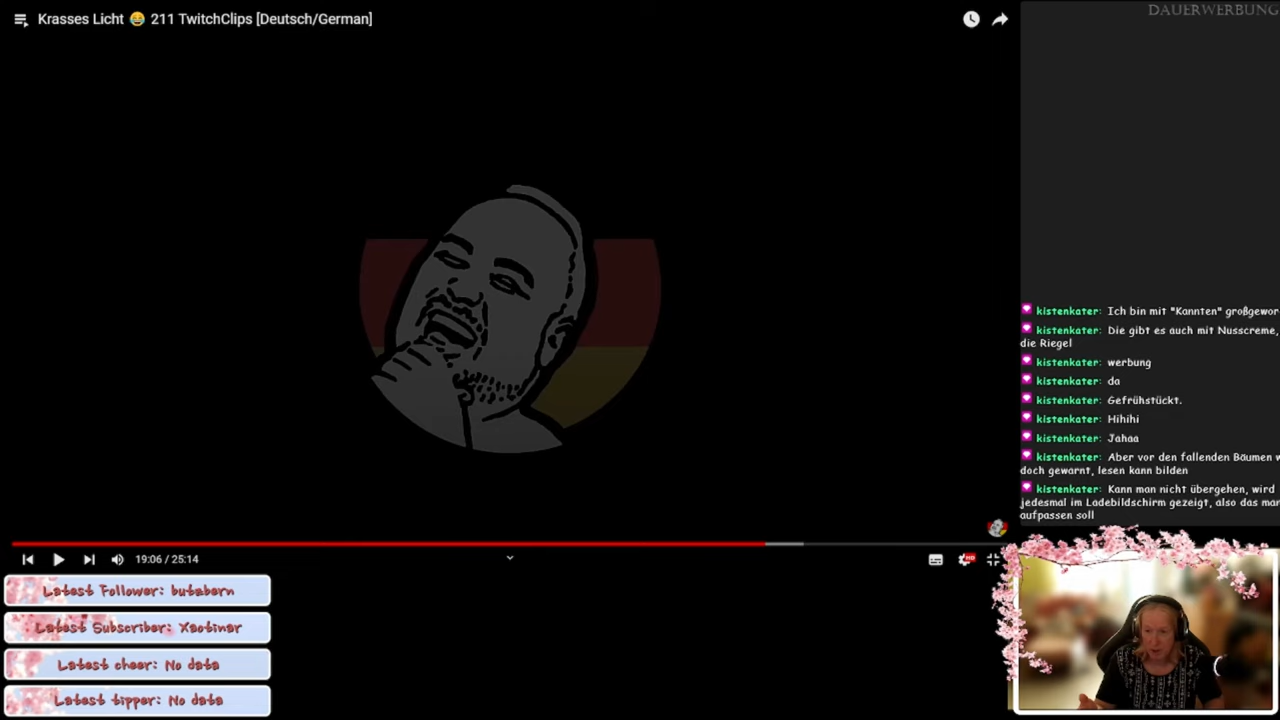 Krasses Licht 😂 211 TwitchClips [Deutsch/German]
DAUERWERBUNG
kistenkater: Ich bin mit "Kannten" großgewor
kistenkater: Die gibt es auch mit Nusscreme,
die Riegel
kistenkater: werbung
kistenkater: da
kistenkater: Gefrühstückt.
kistenkater: Hihihi
kistenkater: Jahaa
kistenkater: Aber vor den fallenden Bäumen w
doch gewarnt, lesen kann bilden
kistenkater: Kann man nicht übergehen, wird
jedesmal im Ladebildschirm gezeigt, also das man
aufpassen soll
19:06 / 25:14
HD
Latest Follower: butabern
Latest Subscriber: Xaotinar
Latest cheer: No data
Latest tipper: No data